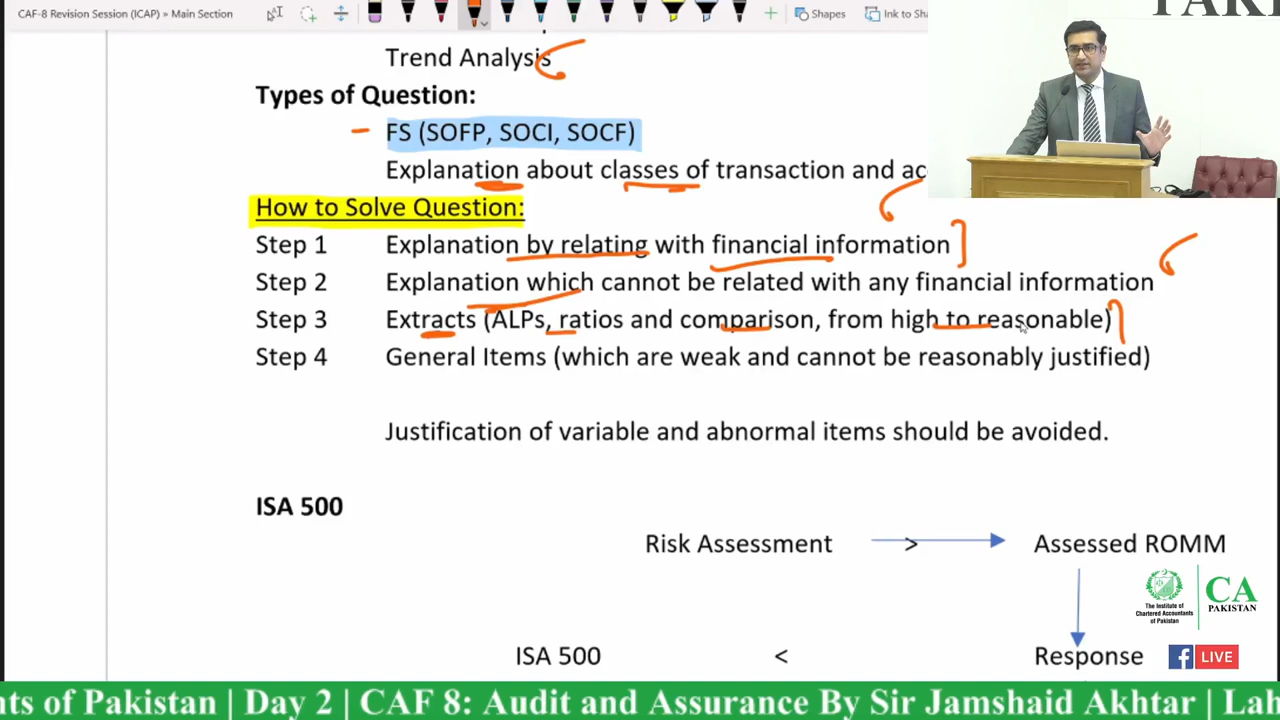 CAF-8 Revision Session (ICAP) » Main Section
Shapes
Ink to Sha
Trend Analysis
Types of Question:
FS (SOFP, SOCI, SOCF)
Explanation about classes of transaction and ac
How to Solve Question:
Step 1 Explanation by relating with financial information
Step 2 Explanation which cannot be related with any financial information
Step 3 Extracts (ALPs, ratios and comparison, from high to reasonable)
Step 4 General Items (which are weak and cannot be reasonably justified)
Justification of variable and abnormal items should be avoided.
ISA 500
Risk Assessment > Assessed ROMM
The Institute of
Chartered Accountants
of Pakistan
CA
PAKISTAN
ISA 500 < Response
f LIVE
nts of Pakistan | Day 2 | CAF 8: Audit and Assurance By Sir Jamshaid Akhtar | Lah